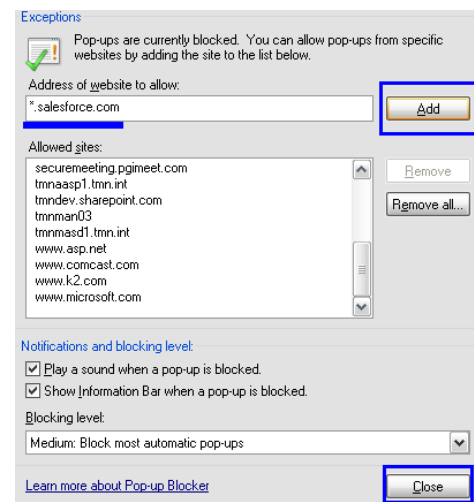 Exceptions
Pop-ups are currently blocked. You can allow pop-ups from specific
websites by adding the site to the list below.
Address of website to allow:
*.salesforce.com
Add
Allowed sites:
securemeeting.pgimeet.com
tmnaasp1.tmn.int
tmndev.sharepoint.com
tmnman03
tmnmasd1.tmn.int
www.asp.net
www.comcast.com
www.k2.com
www.microsoft.com
Remove
Remove all...
Notifications and blocking level:
Play a sound when a pop-up is blocked.
Show Information Bar when a pop-up is blocked.
Blocking level:
Medium: Block most automatic pop-ups
Learn more about Pop-up Blocker
Close